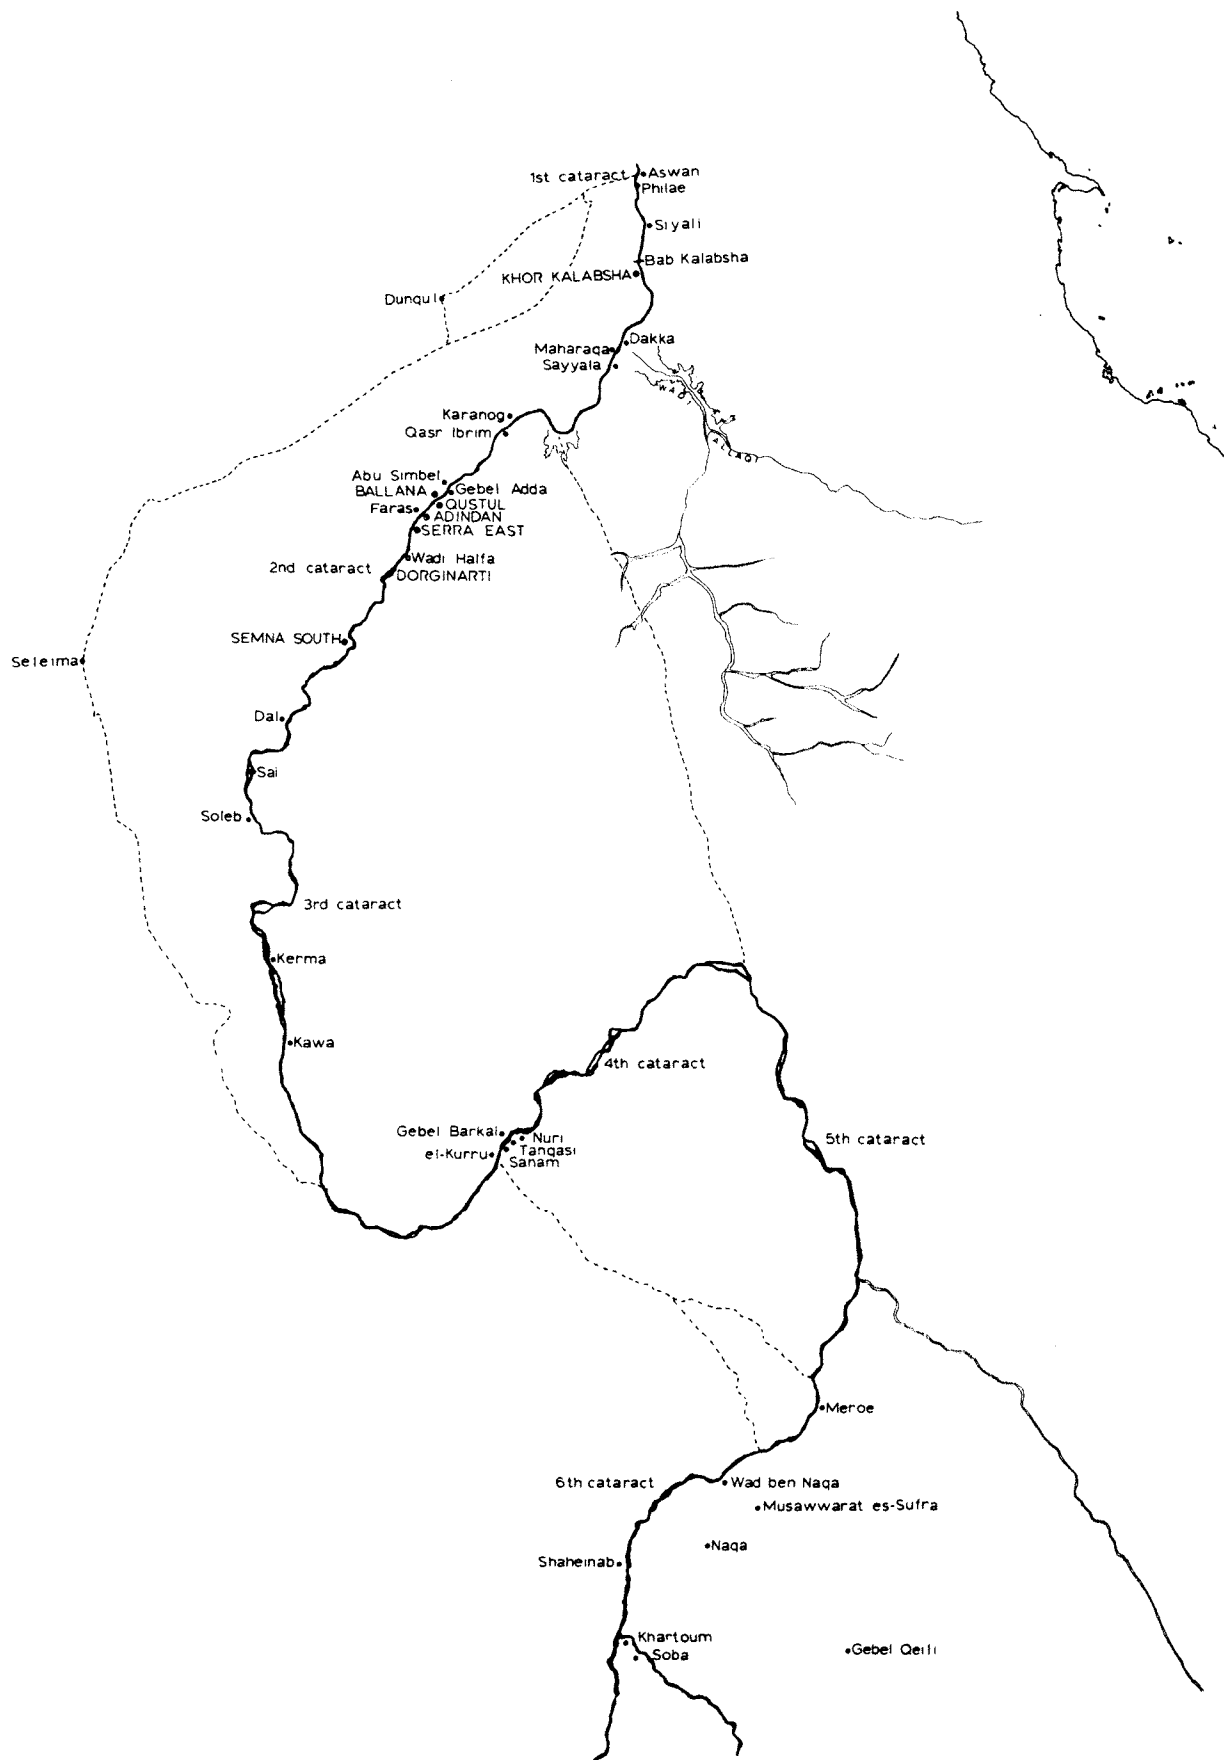 1st cataract
Aswan
Philae
Siyali
Bab Kalabsha
KHOR KALABSHA
Dunqul
Dakka
Maharaqa
Sayyala
WADI
ALLAQI
Karanog
Qasr Ibrim
Abu Simbel
BALLANA
Gebel Adda
Faras
QUSTUL
ADINDAN
SERRA EAST
Wadi Halfa
2nd cataract
DORGINARTI
SEMNA SOUTH
Seleima
Dal
Sai
Soleb
3rd cataract
Kerma
Kawa
4th cataract
Gebel Barkal
Nuri
el-Kurru
Tanqasi
Sanam
5th cataract
Meroe
6th cataract
Wad ben Naqa
Musawwarat es-Sufra
Naqa
Shaheinab
Khartoum
Soba
Gebel Qeili